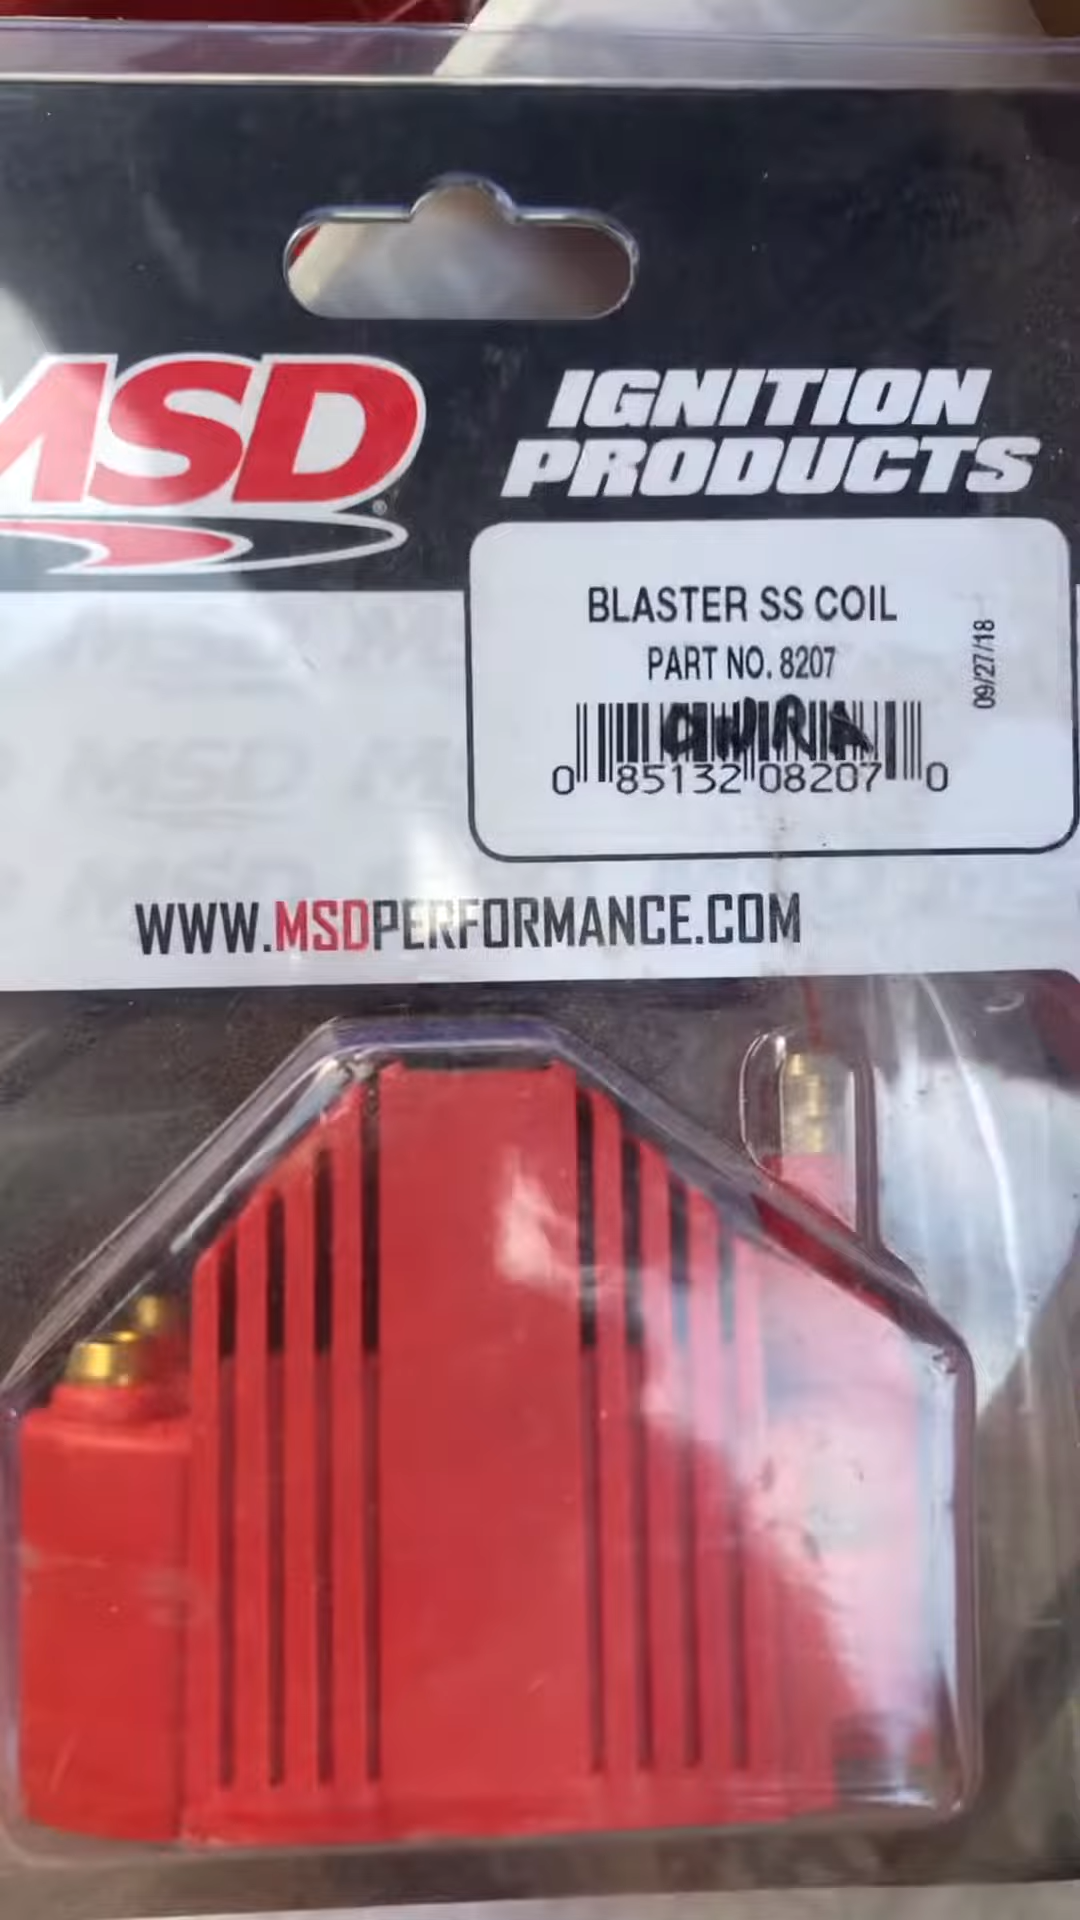 MSD
IGNITION
PRODUCTS
BLASTER SS COIL
PART NO. 8207
09/27/18
0 85132 08207 0
WWW.MSDPERFORMANCE.COM